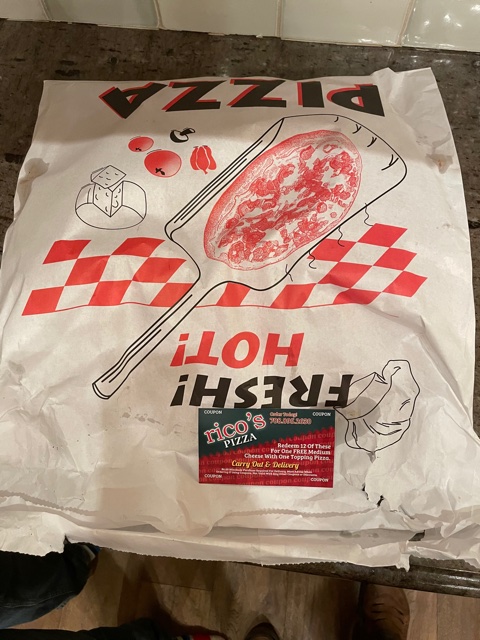 PIZZA
HOT!
FRESH!
COUPON
COUPON
Order Today!
rico's
PIZZA
Redeem 12 Of These
For One FREE Medium
Cheese With One Topping Pizza.
Carry Out & Delivery
COUPON
COUPON